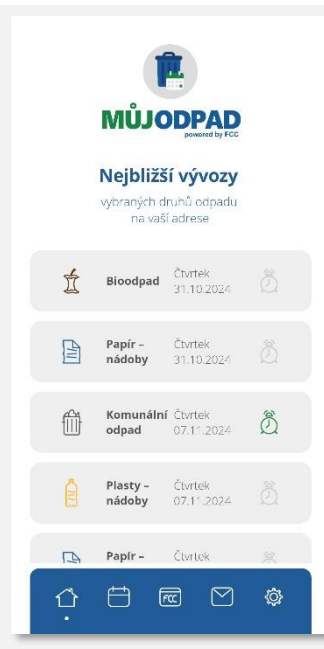 MŮJODPAD
powered by FCC
Nejbližší vývozy
vybraných druhů odpadu
na vaší adrese
Bioodpad
Čtvrtek
31.10.2024
Papír –
nádoby
Čtvrtek
31.10.2024
Komunální
odpad
Čtvrtek
07.11.2024
Plasty –
nádoby
Čtvrtek
07.11.2024
Papír –
Čtvrtek
FCC